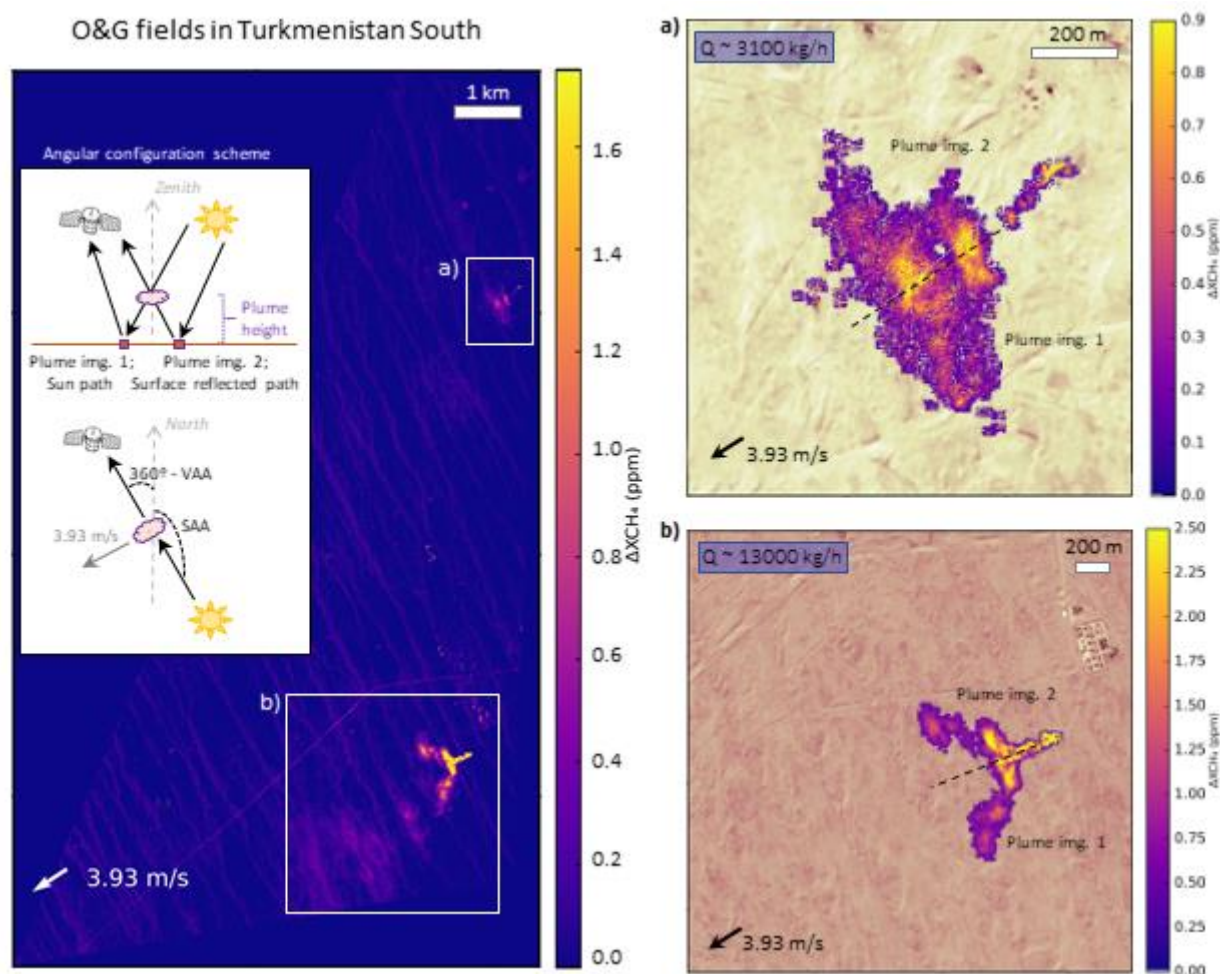 O&G fields in Turkmenistan South
1 km
Angular configuration scheme
Zenith
Plume
height
Plume img. 1;
Sun path
Plume img. 2;
Surface reflected path
North
360º - VAA
SAA
3.93 m/s
a)
b)
3.93 m/s
1.6
1.4
1.2
1.0
0.8
0.6
0.4
0.2
0.0
ΔXCH₄ (ppm)
a)
Q ~ 3100 kg/h
200 m
Plume img. 2
Plume img. 1
3.93 m/s
0.9
0.8
0.7
0.6
0.5
0.4
0.3
0.2
0.1
0.0
ΔXCH₄ (ppm)
b)
Q ~ 13000 kg/h
200 m
Plume img. 2
Plume img. 1
3.93 m/s
2.50
2.25
2.00
1.75
1.50
1.25
1.00
0.75
0.50
0.25
0.00
ΔXCH₄ (ppm)